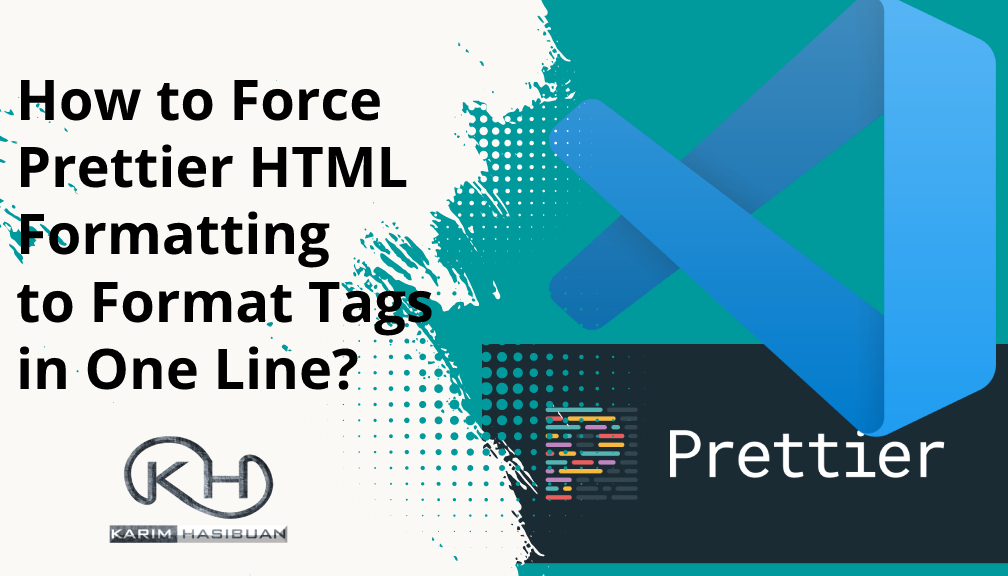 How to Force
Prettier HTML
Formatting
to Format Tags
in One Line?
KH
KARIM HASIBUAN
Prettier